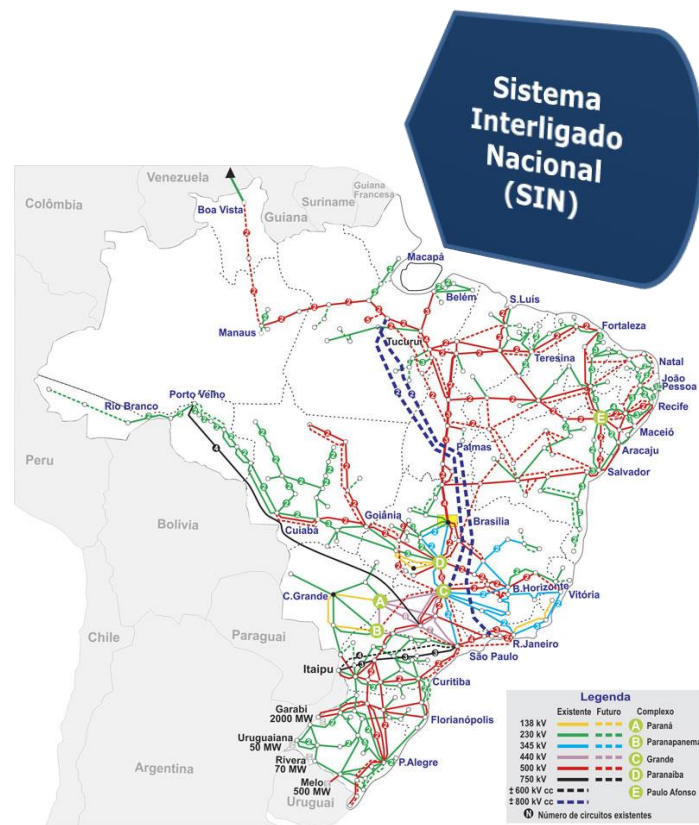 Sistema
Interligado
Nacional
(SIN)
Venezuela
Guiana
Francesa
Suriname
Guiana
Colômbia
Boa Vista
Macapá
Belém
S.Luís
Fortaleza
Manaus
Tucuruí
Teresina
Natal
João
Pessoa
Recife
Rio Branco
Porto Velho
E
Maceió
Aracaju
Palmas
Salvador
Peru
Bolívia
Goiânia
Brasília
Cuiabá
D
C.Grande
A
C
B.Horizonte
Vitória
B
Chile
Paraguai
R.Janeiro
São Paulo
Itaipu
Curitiba
Garabi
2000 MW
Florianópolis
Uruguaiana
50 MW
Rivera
70 MW
P.Alegre
Melo
500 MW
Argentina
Uruguai
Legenda
Existente Futuro Complexo
138 kV A Paraná
230 kV B Paranapanema
345 kV
440 kV C Grande
500 kV D Paranaíba
750 kV
±600 kV cc E Paulo Afonso
±800 kV cc
N Número de circuitos existentes